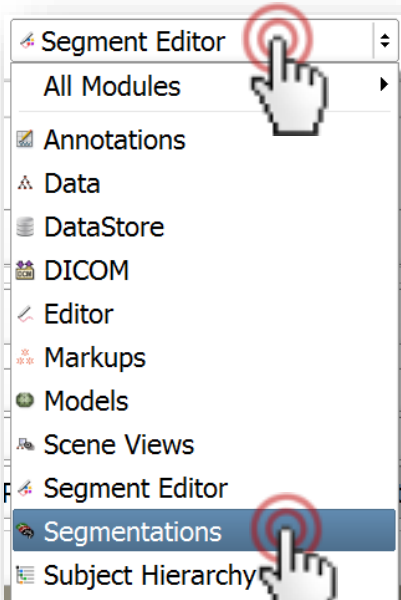 Segment Editor
All Modules
Annotations
Data
DataStore
DICOM
Editor
Markups
Models
Scene Views
Segment Editor
Segmentations
Subject Hierarchy